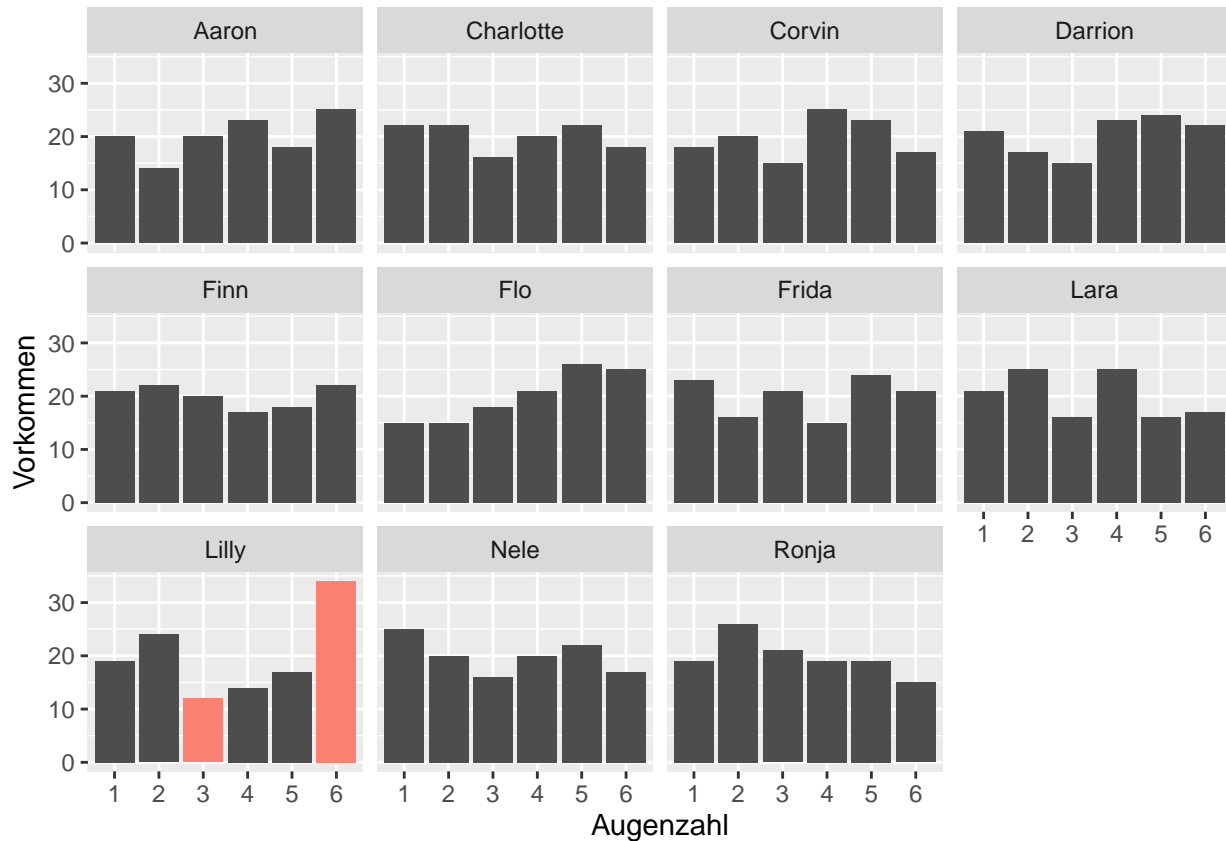 Aaron Charlotte Corvin Darrion
30
20
10
0
Finn Flo Frida Lara
30
20
10
0
1 2 3 4 5 6
Lilly Nele Ronja
30
20
10
0
1 2 3 4 5 6 1 2 3 4 5 6 1 2 3 4 5 6
Augenzahl
Vorkommen